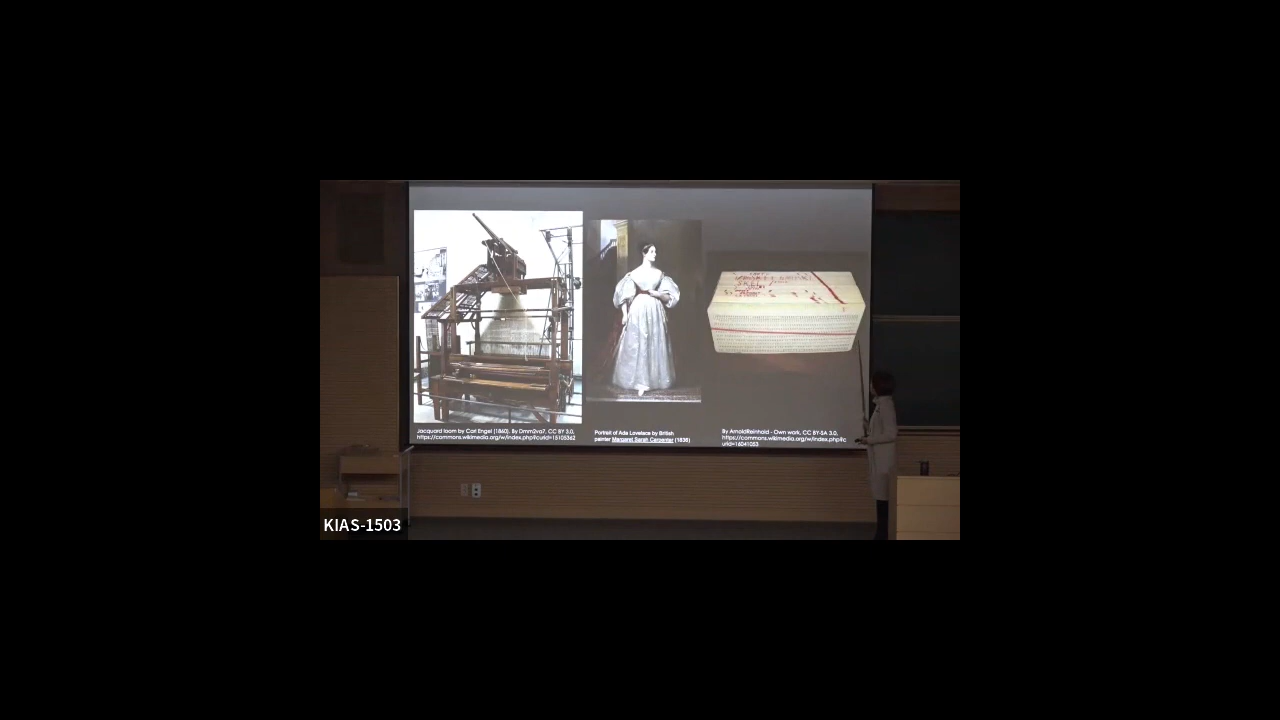 Jacquard loom by Carl Engel (1860). By Dmm2va7, CC BY 3.0,
https://commons.wikimedia.org/w/index.php?curid=15105362
Portrait of Ada Lovelace by British
painter Margaret Sarah Carpenter (1836)
By ArnoldReinhold - Own work, CC BY-SA 3.0,
https://commons.wikimedia.org/w/index.php?c
urid=16041053
KIAS-1503